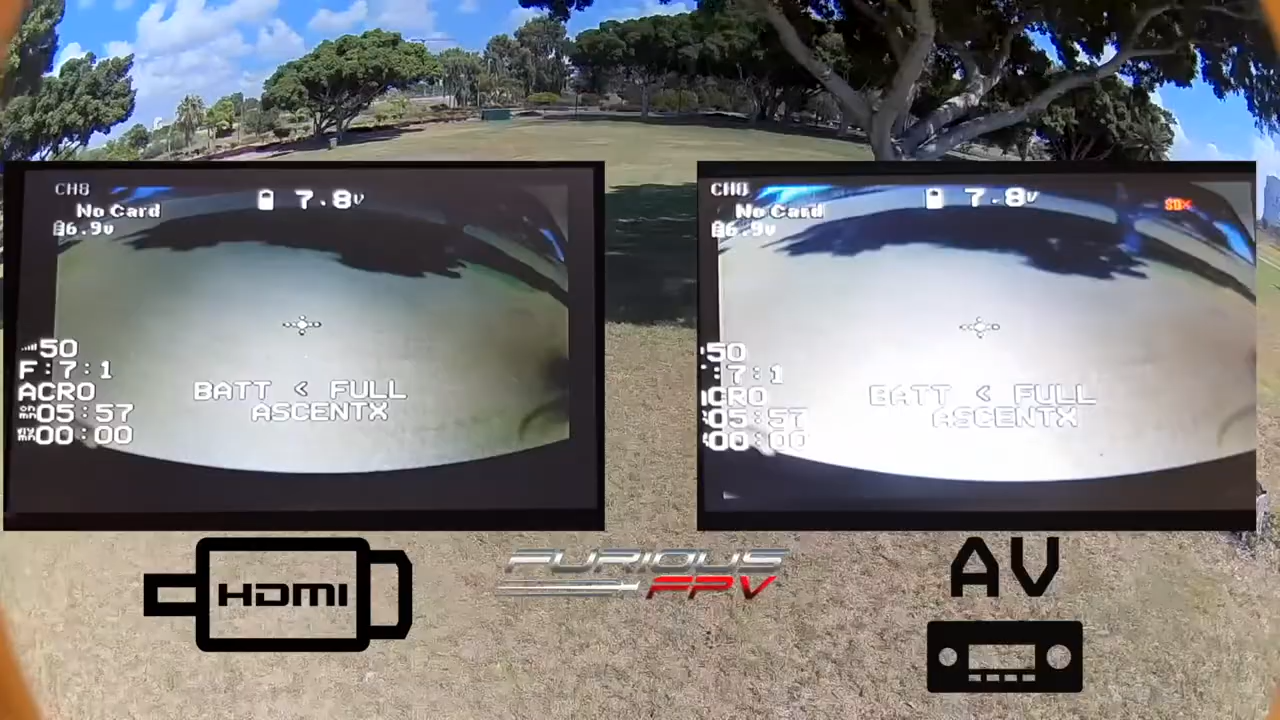 CH8
No Card
6.9v
7.8v
50
F:7:1
ACRO
05:57
00:00
BATT < FULL
ASCENTX
CH8
No Card
6.9v
7.8v
50
:7:1
CRO
05:57
00:00
BATT < FULL
ASCENTX
HDMI
FURIOUS
FPV
AV